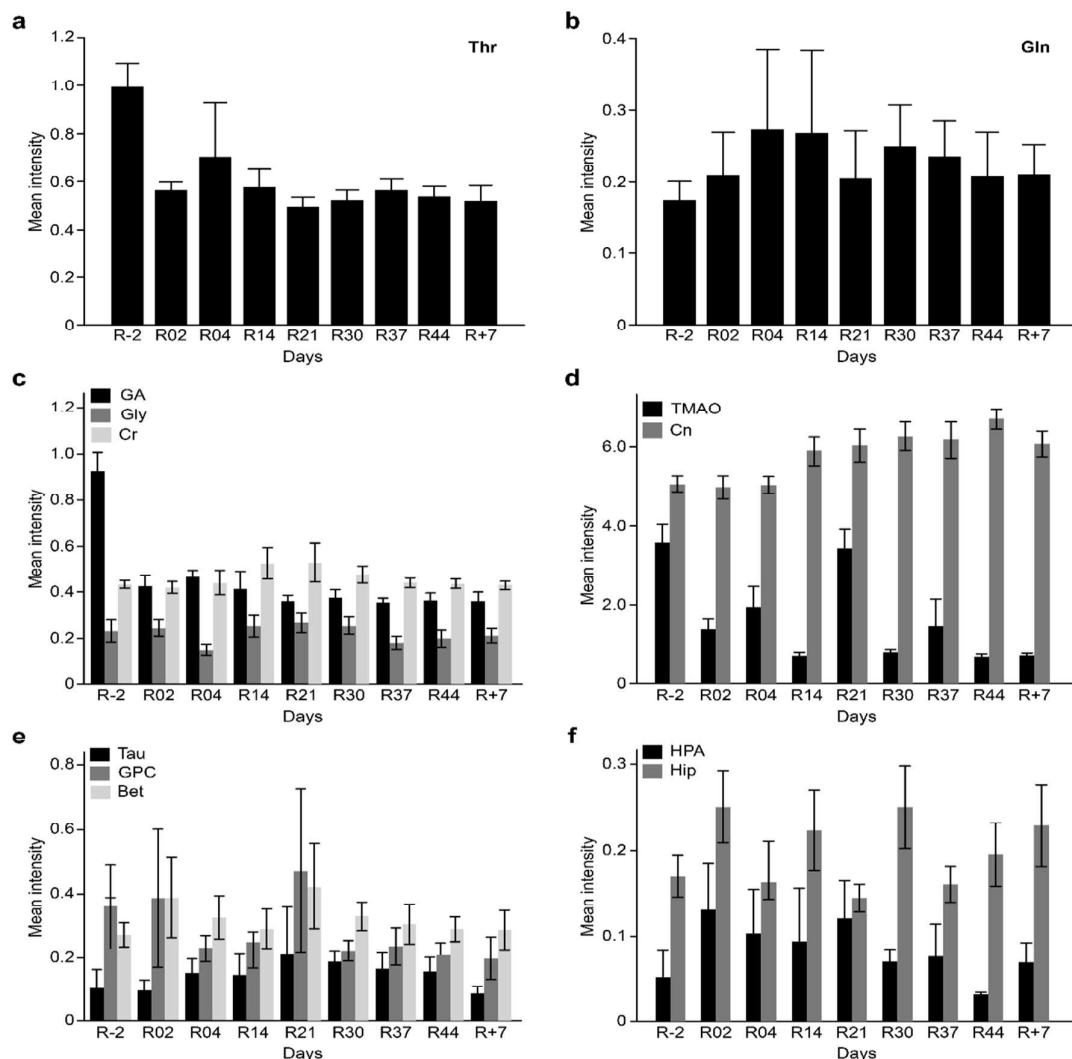 a
Thr
1.2
1.0
0.8
0.6
0.4
0.2
0
Mean intensity
R-2 R02 R04 R14 R21 R30 R37 R44 R+7
Days
b
Gln
0.4
0.3
0.2
0.1
0
Mean intensity
R-2 R02 R04 R14 R21 R30 R37 R44 R+7
Days
c
GA
Gly
Cr
1.2
1.0
0.8
0.6
0.4
0.2
0
Mean intensity
R-2 R02 R04 R14 R21 R30 R37 R44 R+7
Days
d
TMAO
Cn
6.0
4.0
2.0
0
Mean intensity
R-2 R02 R04 R14 R21 R30 R37 R44 R+7
Days
e
Tau
GPC
Bet
0.8
0.6
0.4
0.2
0
Mean intensity
R-2 R02 R04 R14 R21 R30 R37 R44 R+7
Days
f
HPA
Hip
0.3
0.2
0.1
0
Mean intensity
R-2 R02 R04 R14 R21 R30 R37 R44 R+7
Days